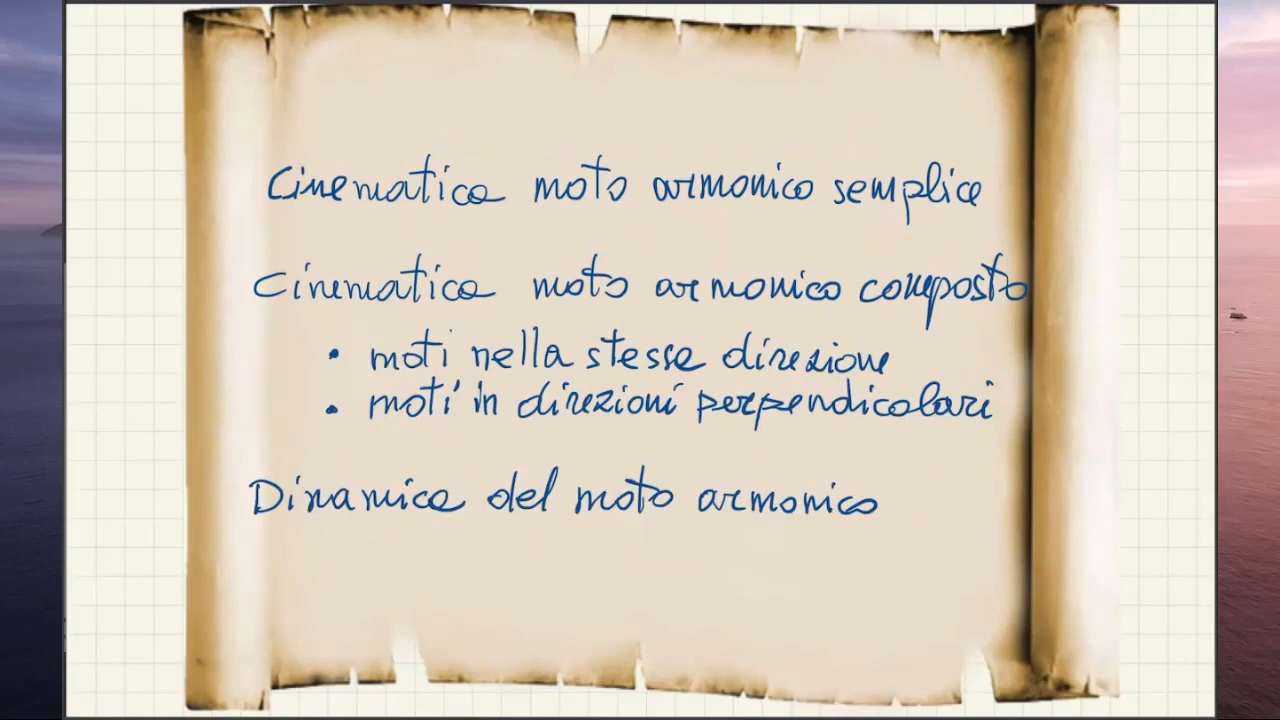 Cinematica moto armonico semplice
Cinematica moto armonico composto
• moti nella stessa direzione
• moti in direzioni perpendicolari
Dinamica del moto armonico